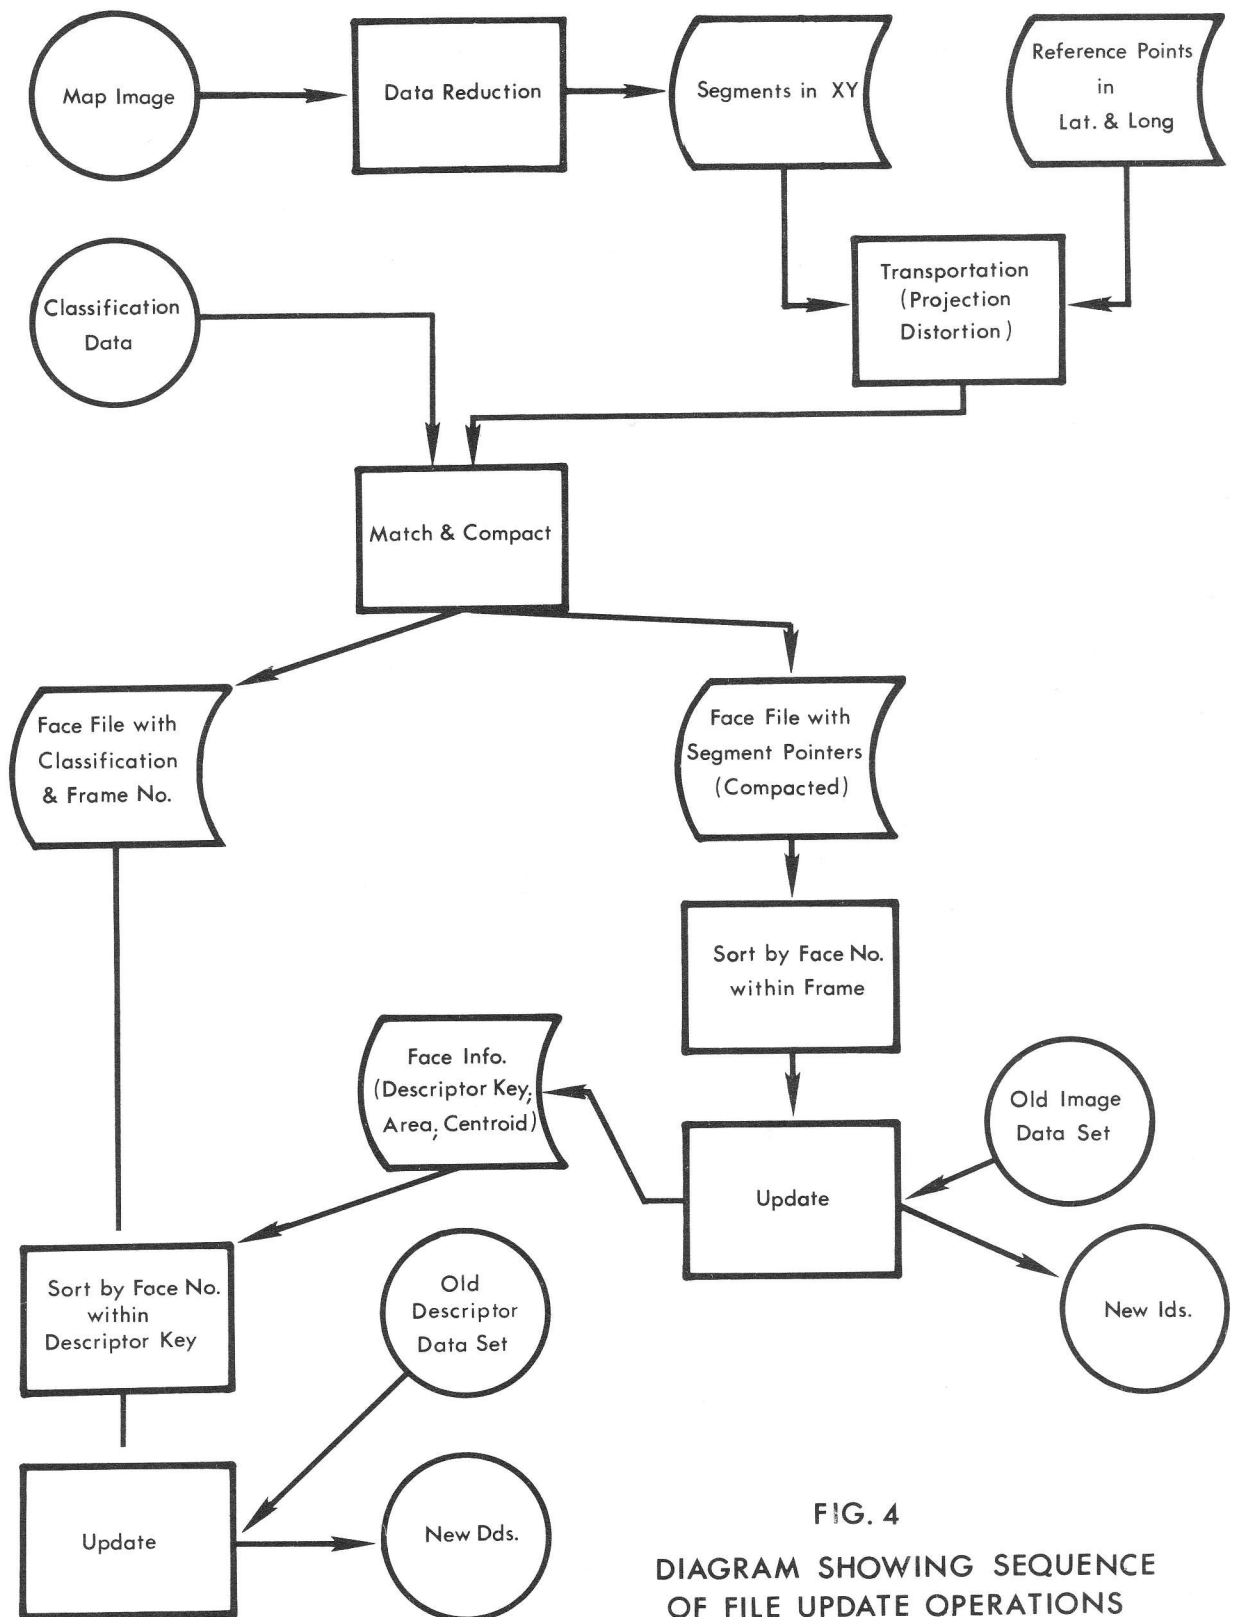 Map Image
Data Reduction
Segments in XY
Reference Points
in
Lat. & Long
Classification
Data
Transportation
(Projection
Distortion)
Match & Compact
Face File with
Classification
& Frame No.
Face File with
Segment Pointers
(Compacted)
Sort by Face No.
within Frame
Face Info.
(Descriptor Key;
Area; Centroid)
Old Image
Data Set
Update
New Ids.
Sort by Face No.
within
Descriptor Key
Old
Descriptor
Data Set
Update
New Dds.
FIG. 4
DIAGRAM SHOWING SEQUENCE
OF FILE UPDATE OPERATIONS